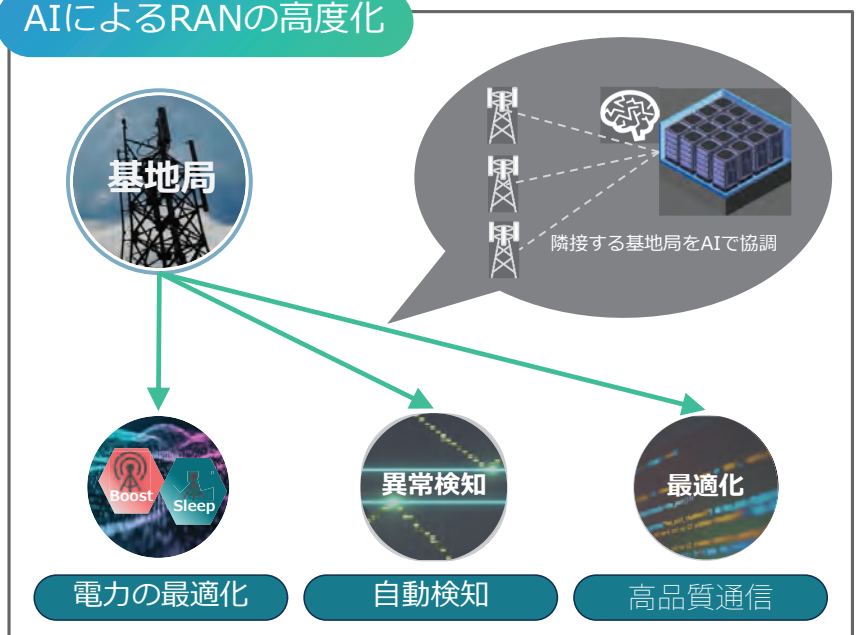 AIによるRANの高度化
基地局
隣接する基地局をAIで協調
Boost
Sleep
異常検知
最適化
電力の最適化
自動検知
高品質通信